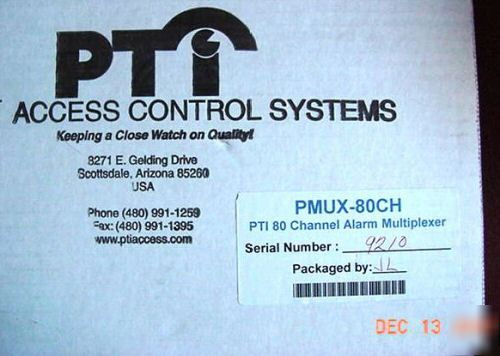 PTi
ACCESS CONTROL SYSTEMS
Keeping a Close Watch on Quality!
8271 E. Gelding Drive
Scottsdale, Arizona 85260
USA
Phone (480) 991-1259
Fax: (480) 991-1395
www.ptiaccess.com
PMUX-80CH
PTI 80 Channel Alarm Multiplexer
Serial Number : 9210
Packaged by: JL
DEC 13